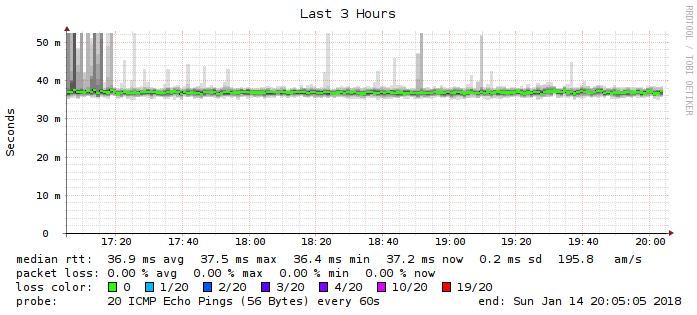 Last 3 Hours
RRDTOOL / TOBI OETIKER
Seconds
50 m
40 m
30 m
20 m
10 m
0
17:20 17:40 18:00 18:20 18:40 19:00 19:20 19:40 20:00
median rtt: 36.9 ms avg 37.5 ms max 36.4 ms min 37.2 ms now 0.2 ms sd 195.8 am/s
packet loss: 0.00 % avg 0.00 % max 0.00 % min 0.00 % now
loss color: 0 1/20 2/20 3/20 4/20 10/20 19/20
probe: 20 ICMP Echo Pings (56 Bytes) every 60s end: Sun Jan 14 20:05:05 2018